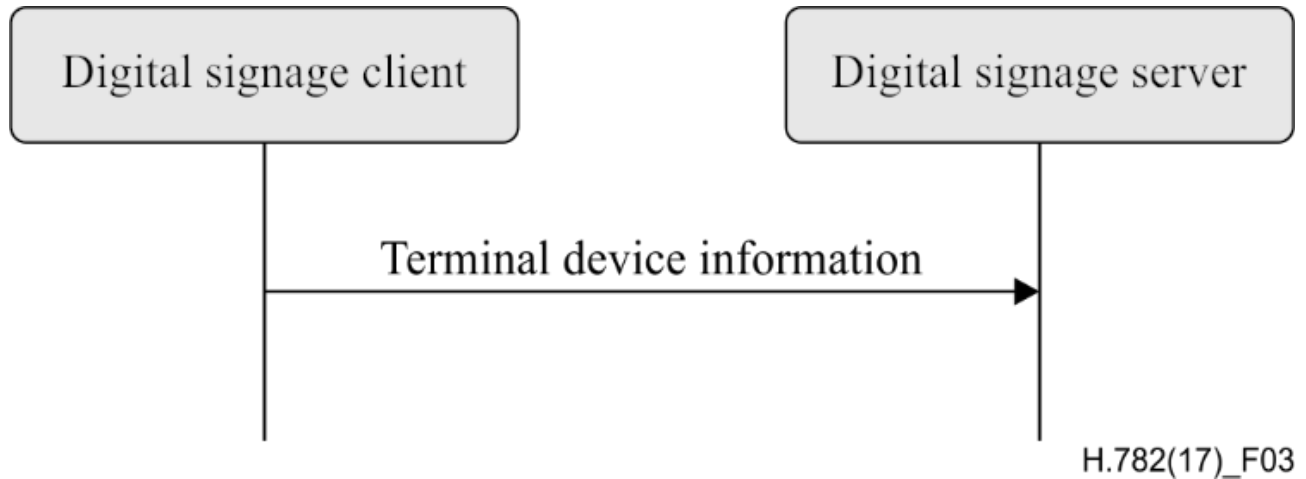 Digital signage client
Digital signage server
Terminal device information
H.782(17)_F03